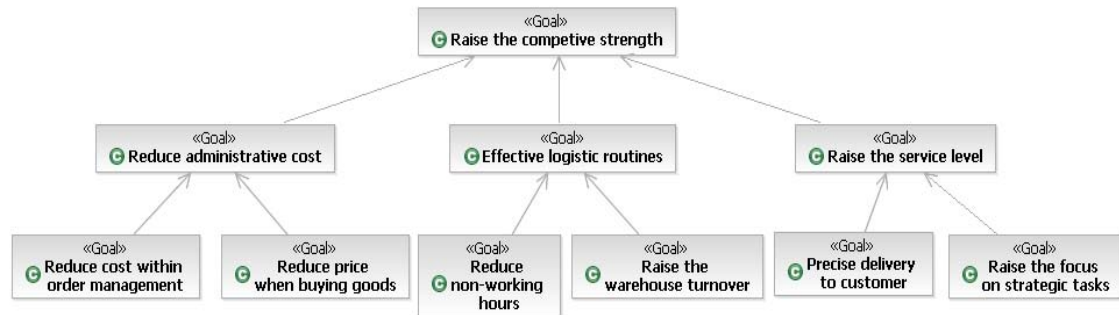 «Goal»
C Raise the competive strength
«Goal»
C Reduce administrative cost
«Goal»
C Effective logistic routines
«Goal»
C Raise the service level
«Goal»
C Reduce cost within
order management
«Goal»
C Reduce price
when buying goods
«Goal»
C Reduce
non-working
hours
«Goal»
C Raise the
warehouse turnover
«Goal»
C Precise delivery
to customer
«Goal»
C Raise the focus
on strategic tasks